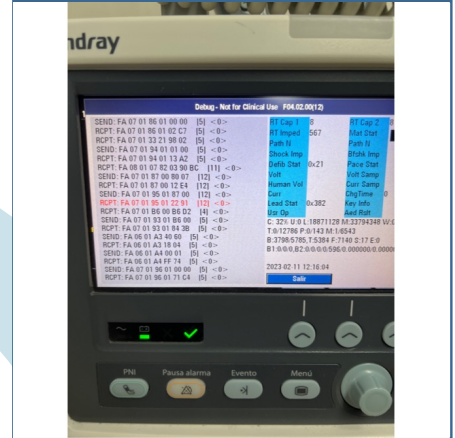 ndray
Debug - Not for Clinical Use F04.02.00(12)
SEND: FA 07 01 86 01 00 00 [5] <0>
RCPT: FA 07 01 86 01 02 C7 [5] <0>
RCPT: FA 07 01 33 21 98 02 [5] <0>
SEND: FA 07 01 94 01 01 00 [5] <0>
RCPT: FA 07 01 94 01 13 A2 [5] <0>
RCPT: FA 08 01 07 82 03 90 BC [11] <0>
SEND: FA 07 01 87 00 80 07 [12] <0>
RCPT: FA 07 01 87 00 12 E4 [12] <0>
SEND: FA 07 01 95 01 87 00 [12] <0>
RCPT: FA 07 01 95 01 22 91 [12] <0>
RCPT: FA 07 01 B6 00 B6 D2 [4] <0>
SEND: FA 07 01 93 01 B6 00 [5] <0>
RCPT: FA 07 01 93 01 84 3B [5] <0>
SEND: FA 06 01 A3 40 60 [5] <0>
RCPT: FA 06 01 A3 18 04 [5] <0>
SEND: FA 06 01 A4 00 01 [5] <0>
RCPT: FA 06 01 A4 FF 74 [5] <0>
SEND: FA 07 01 96 01 00 00 [5] <0>
RCPT: FA 07 01 96 01 71 C4 [5] <0>
RT Cap 1 8 RT Cap 2 8
RT Imped 567 Mat Stat
Path N Path N
Shock Imp Bfshk Imp
Defib Stat 0x21 Pace Stat
Volt Volt Samp
Human Vol Curr Samp
Curr ChgTime 0
Lead Stat 0x382 Key Info
Usr Op Aed Rslt
C: 32% U:0 L:18871128 M:33794348 W:
T:0/12786 P:0/143 M:1/6543
B:3798/5785,T:5384 F:7148 S:17 E:0
B1:0/0/0,B2:0/0/0/0/596/0.000000/0.00000
2023-02-11 12:16:04
Salir
PNI
Pausa alarma
Evento
Menú